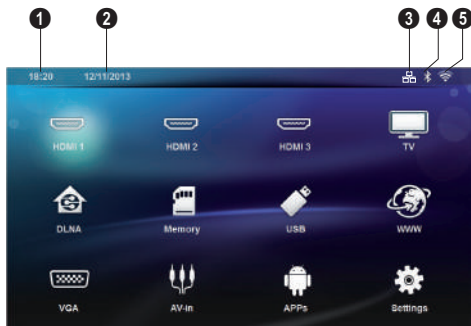 1 2 3 4 5
18:20 12/11/2013
HDMI 1 HDMI 2 HDMI 3 TV
DLNA Memory USB WWW
VGA AV-in APPs Settings